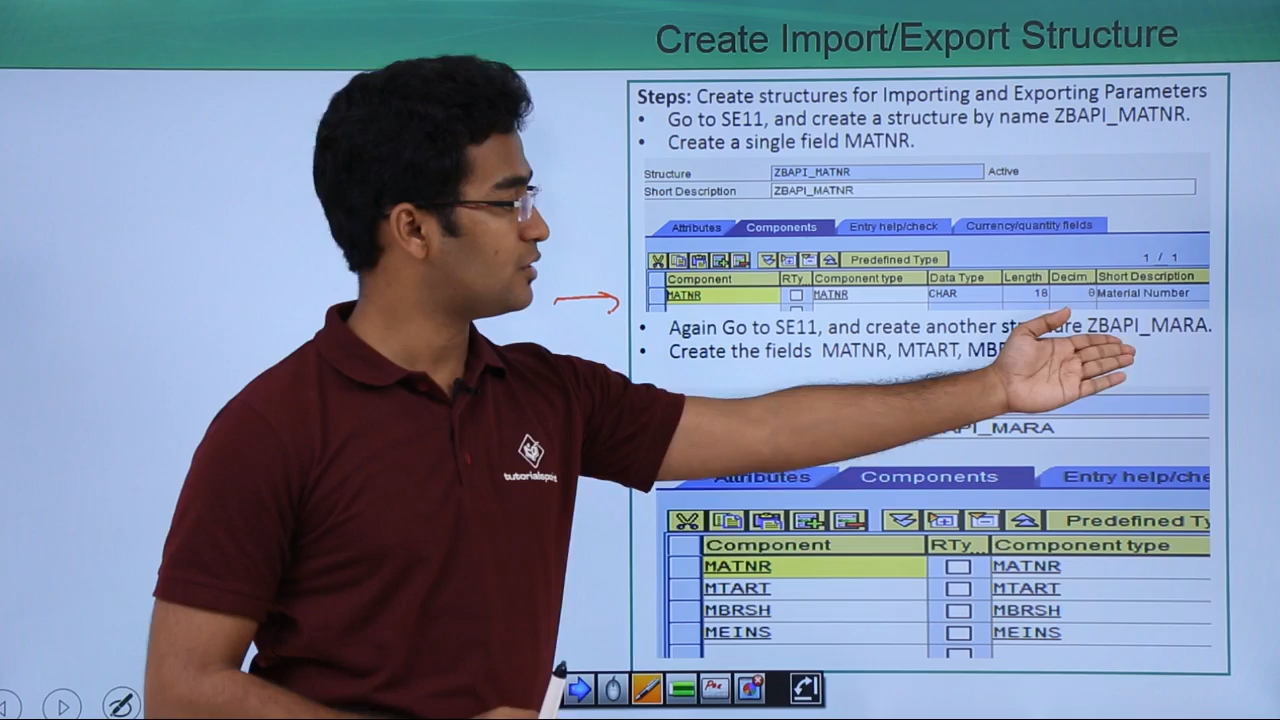 Create Import/Export Structure
Steps: Create structures for Importing and Exporting Parameters
• Go to SE11, and create a structure by name ZBAPI_MATNR.
• Create a single field MATNR.
Structure ZBAPI_MATNR Active
Short Description ZBAPI_MATNR
Attributes Components Entry help/check Currency/quantity fields
Predefined Type 1 / 1
Component RTy... Component type Data Type Length Decim Short Description
MATNR MATNR CHAR 18 0 Material Number
• Again Go to SE11, and create another ZBAPI_MARA.
• Create the fields MATNR, MTART,
_MARA
Attributes Components Entry help/che
Predefined Ty
Component RTy... Component type
MATNR MATNR
MTART MTART
MBRSH MBRSH
MEINS MEINS
tutorialspoint